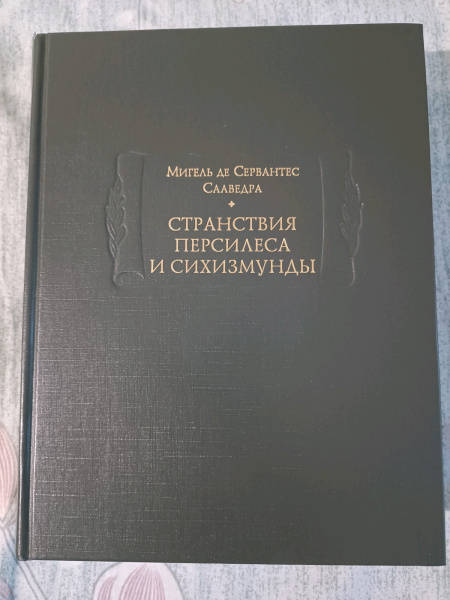 Мигель де Сервантес
Сааведра
СТРАНСТВИЯ
ПЕРСИЛЕСА
И СИХИЗМУНДЫ